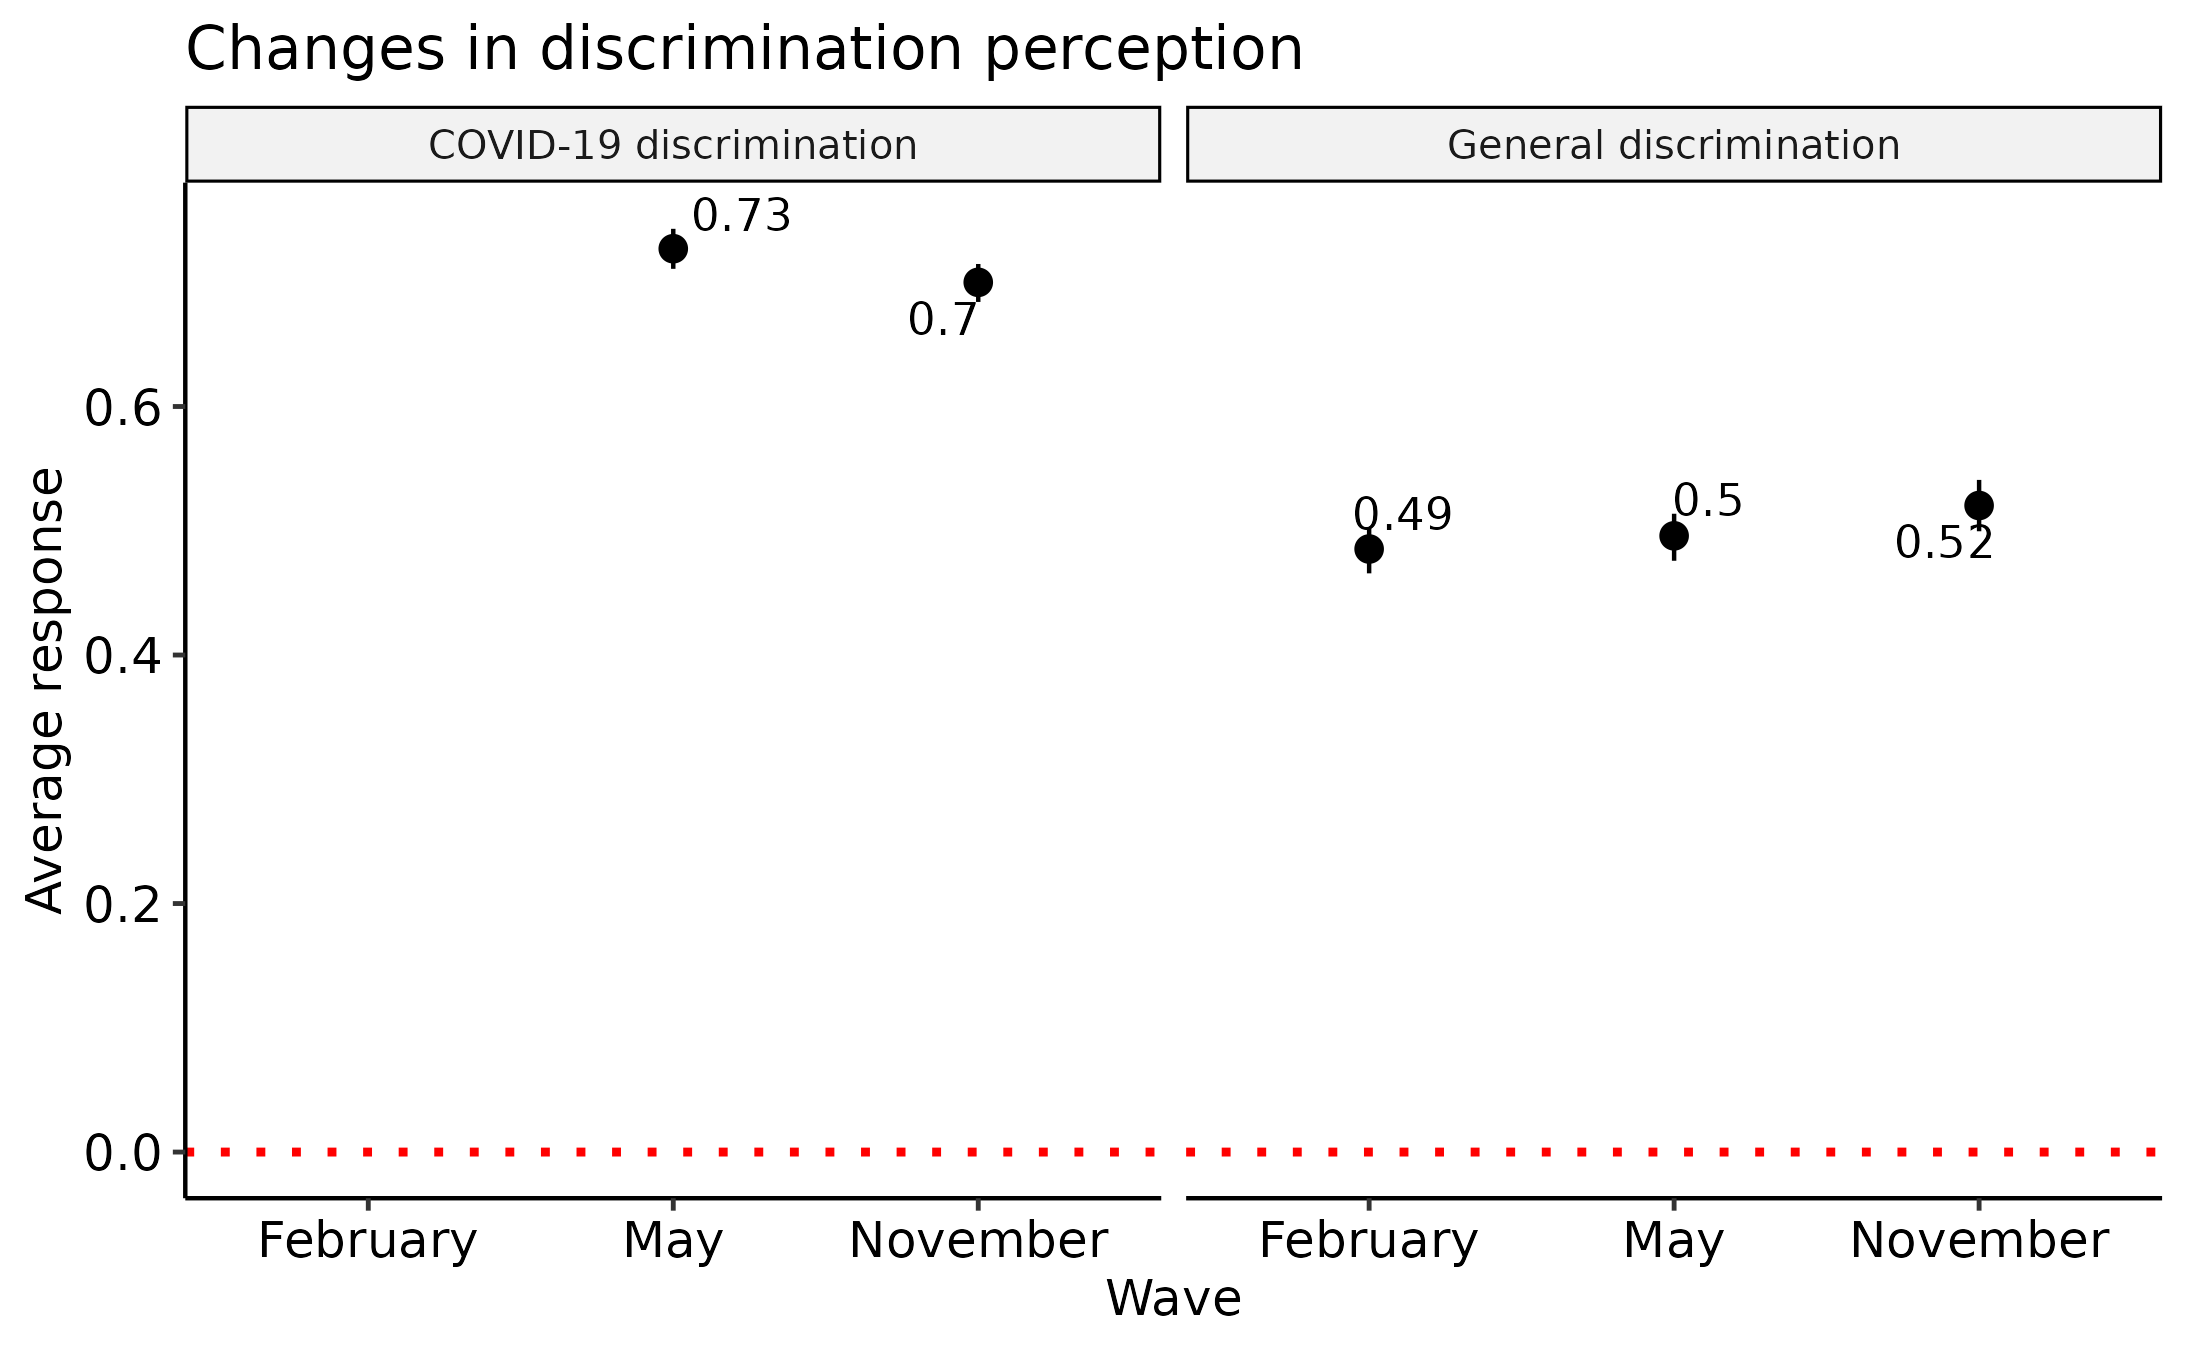 Changes in discrimination perception
COVID-19 discrimination
General discrimination
0.73
0.7
0.49
0.5
0.52
0.6
0.4
0.2
0.0
Average response
February May November
February May November
Wave